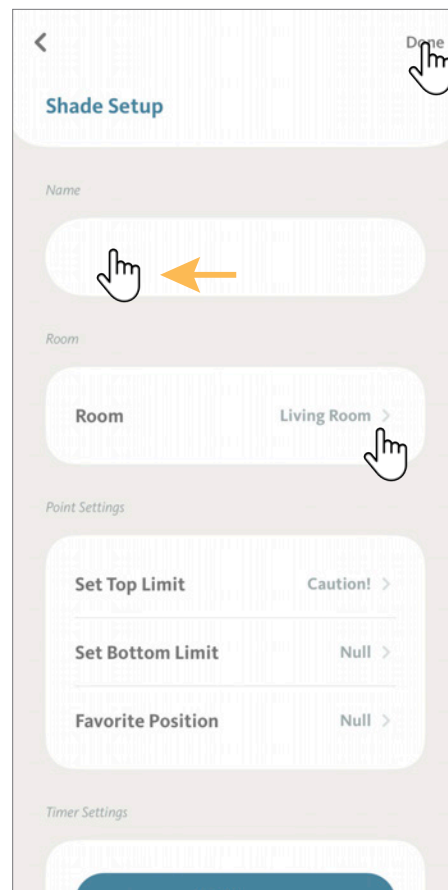 Done
Shade Setup
Name
Room
Room Living Room
Point Settings
Set Top Limit Caution!
Set Bottom Limit Null
Favorite Position Null
Timer Settings